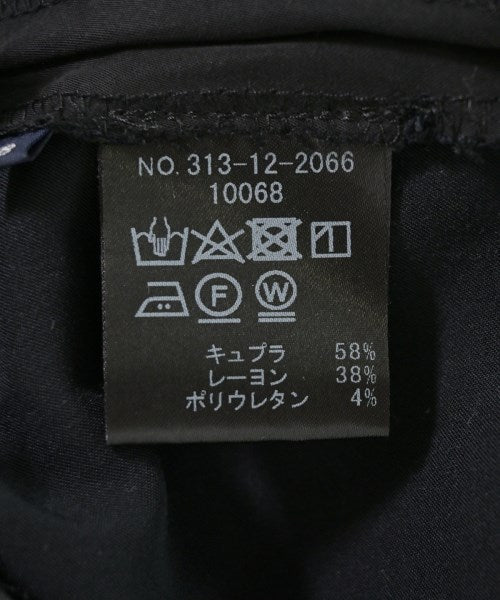 NO. 313-12-2066
10068
F W
キュプラ 58%
レーヨン 38%
ポリウレタン 4%